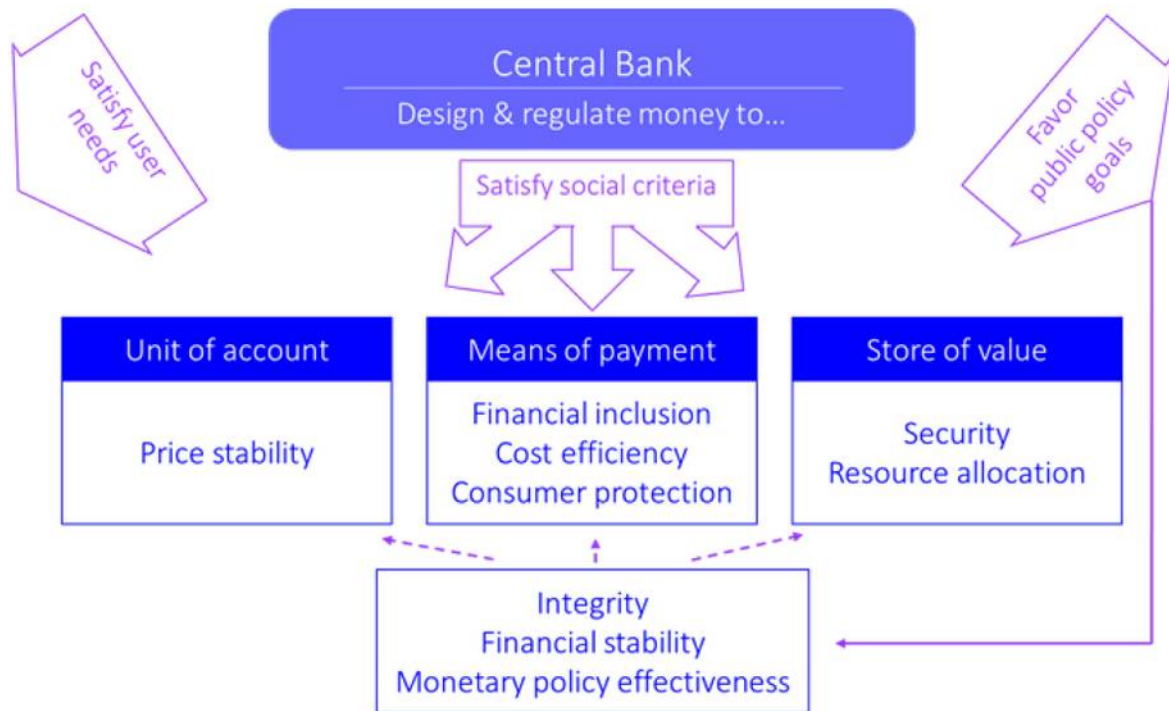 Central Bank
Design & regulate money to...
Satisfy user
needs
Satisfy social criteria
Favor
public policy
goals
Unit of account
Price stability
Means of payment
Financial inclusion
Cost efficiency
Consumer protection
Store of value
Security
Resource allocation
Integrity
Financial stability
Monetary policy effectiveness